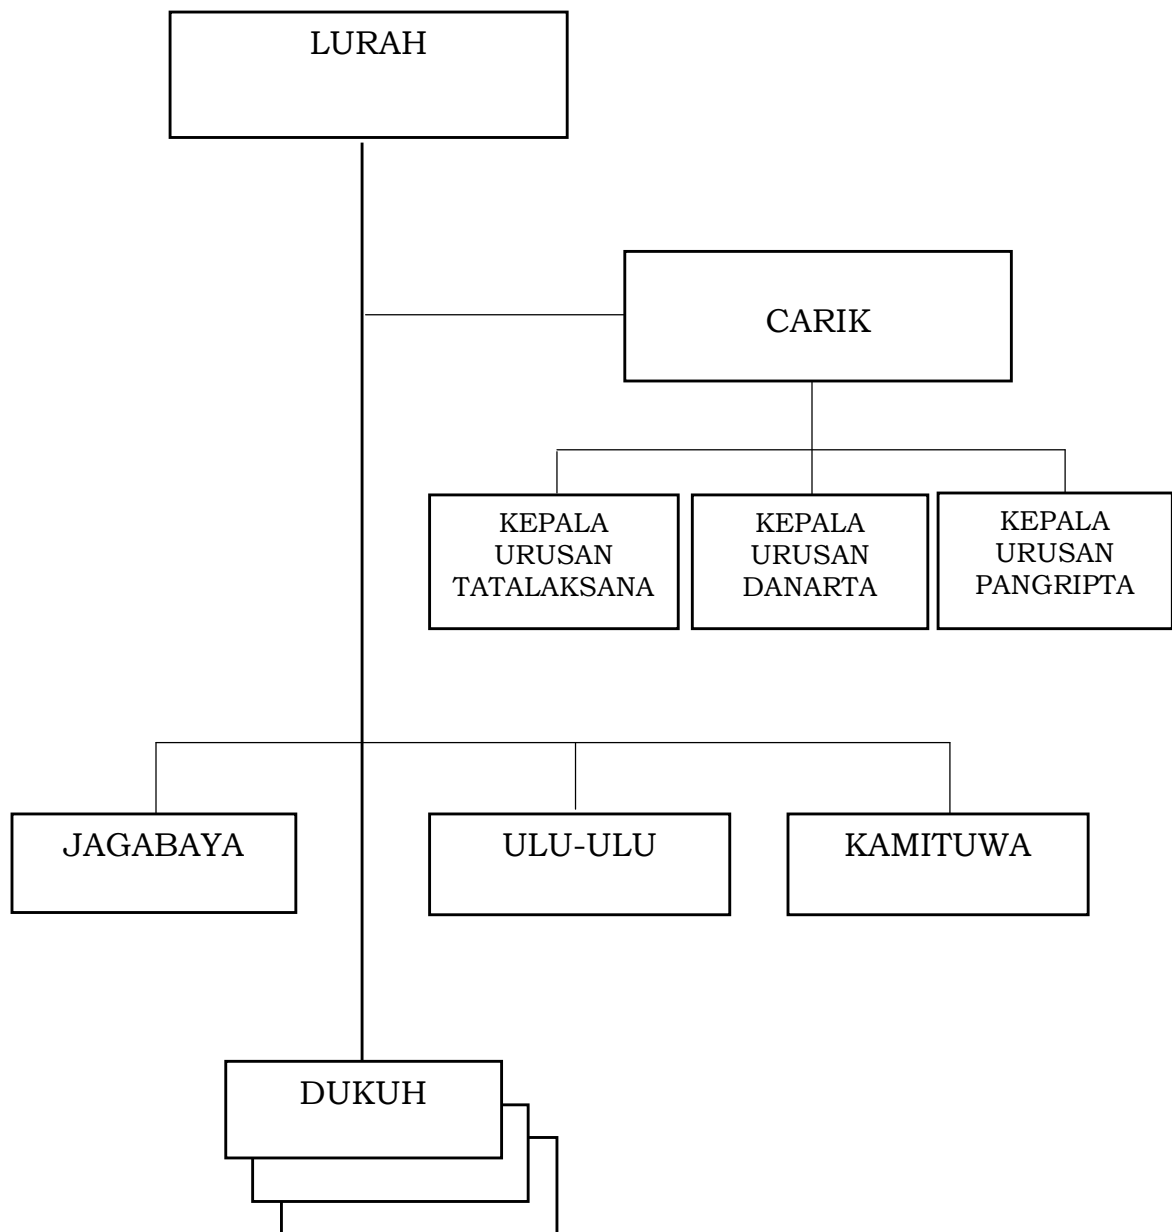 LURAH
CARIK
KEPALA
URUSAN
TATALAKSANA
KEPALA
URUSAN
DANARTA
KEPALA
URUSAN
PANGRIPTA
JAGABAYA
ULU-ULU
KAMITUWA
DUKUH